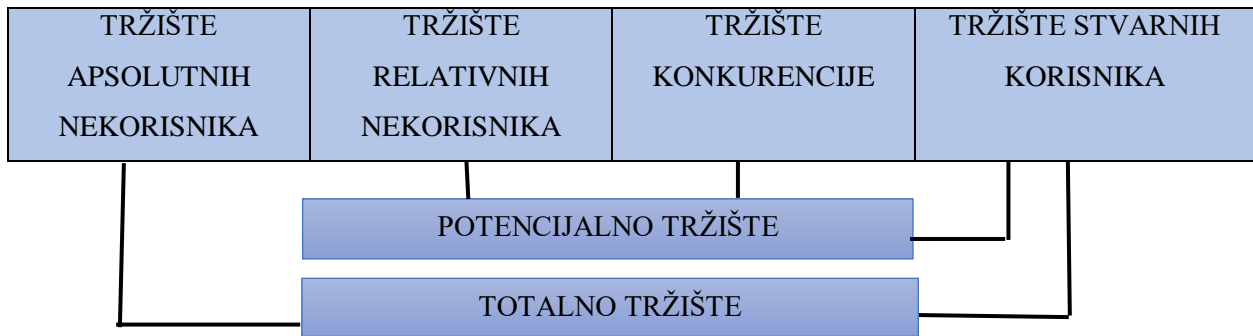 TRŽIŠTE
APSOLUTNIH
NEKORISNIKA
TRŽIŠTE
RELATIVNIH
NEKORISNIKA
TRŽIŠTE
KONKURENCIJE
TRŽIŠTE STVARNIH
KORISNIKA
POTENCIJALNO TRŽIŠTE
TOTALNO TRŽIŠTE